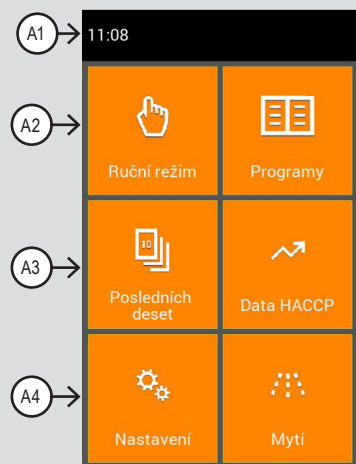 A1
11:08
A2
Ruční režim
Programy
A3
10
Posledních
deset
Data HACCP
A4
Nastavení
Mytí